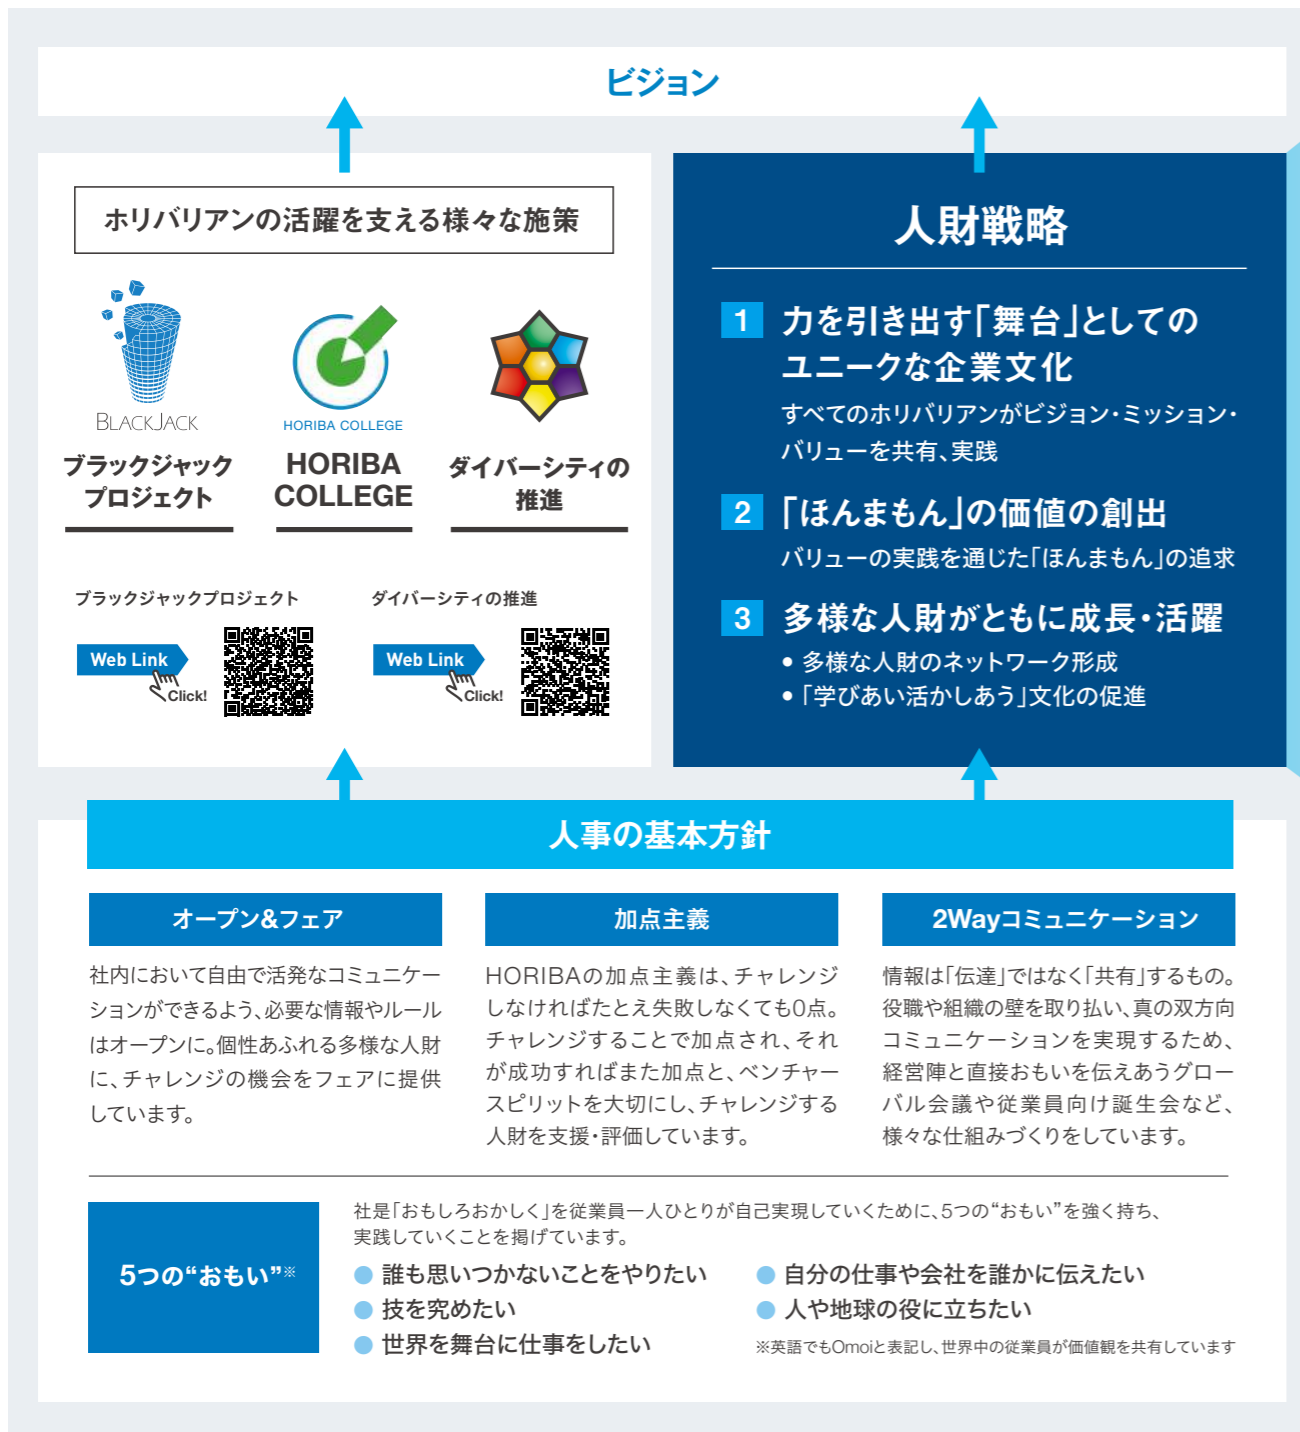 ビジョン
ホリバリアンの活躍を支える様々な施策
BLACKJACK
ブラックジャック
プロジェクト
HORIBA COLLEGE
HORIBA
COLLEGE
ダイバーシティの
推進
ブラックジャックプロジェクト
Web Link
Click!
ダイバーシティの推進
Web Link
Click!
人財戦略
1 力を引き出す「舞台」としての
ユニークな企業文化
すべてのホリバリアンがビジョン・ミッション・
バリューを共有、実践
2 「ほんまもん」の価値の創出
バリューの実践を通じた「ほんまもん」の追求
3 多様な人財がともに成長・活躍
● 多様な人財のネットワーク形成
●「学びあい活かしあう」文化の促進
人事の基本方針
オープン&フェア
社内において自由で活発なコミュニケー
ションができるよう、必要な情報やルール
はオープンに。個性あふれる多様な人財
に、チャレンジの機会をフェアに提供
しています。
加点主義
HORIBAの加点主義は、チャレンジ
しなければたとえ失敗しなくても0点。
チャレンジすることで加点され、それ
が成功すればまた加点と、ベンチャー
スピリットを大切にし、チャレンジする
人財を支援・評価しています。
2Wayコミュニケーション
情報は「伝達」ではなく「共有」するもの。
役職や組織の壁を取り払い、真の双方向
コミュニケーションを実現するため、
経営陣と直接おもいを伝えあうグロー
バル会議や従業員向け誕生会など、
様々な仕組みづくりをしています。
5つの“おもい”※
社是「おもしろおかしく」を従業員一人ひとりが自己実現していくために、5つの“おもい”を強く持ち、
実践していくことを掲げています。
● 誰も思いつかないことをやりたい
● 技を究めたい
● 世界を舞台に仕事をしたい
● 自分の仕事や会社を誰かに伝えたい
● 人や地球の役に立ちたい
※英語でもOmoiと表記し、世界中の従業員が価値観を共有しています